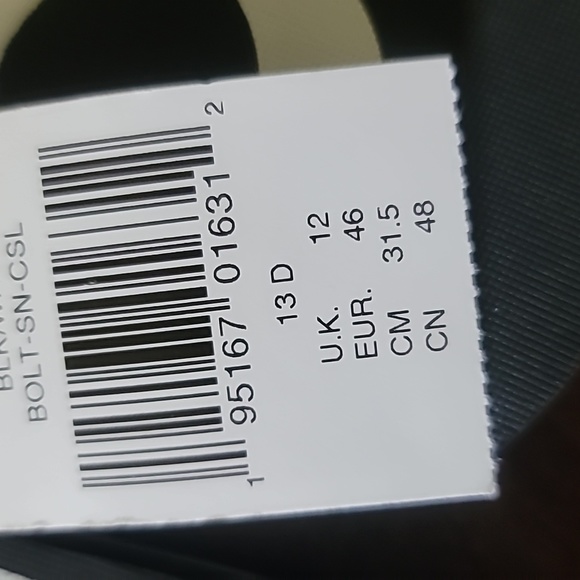 BOLT-SN-CSL
1 95167 01631 2
13 D
U.K. 12
EUR. 46
CM 31.5
CN 48